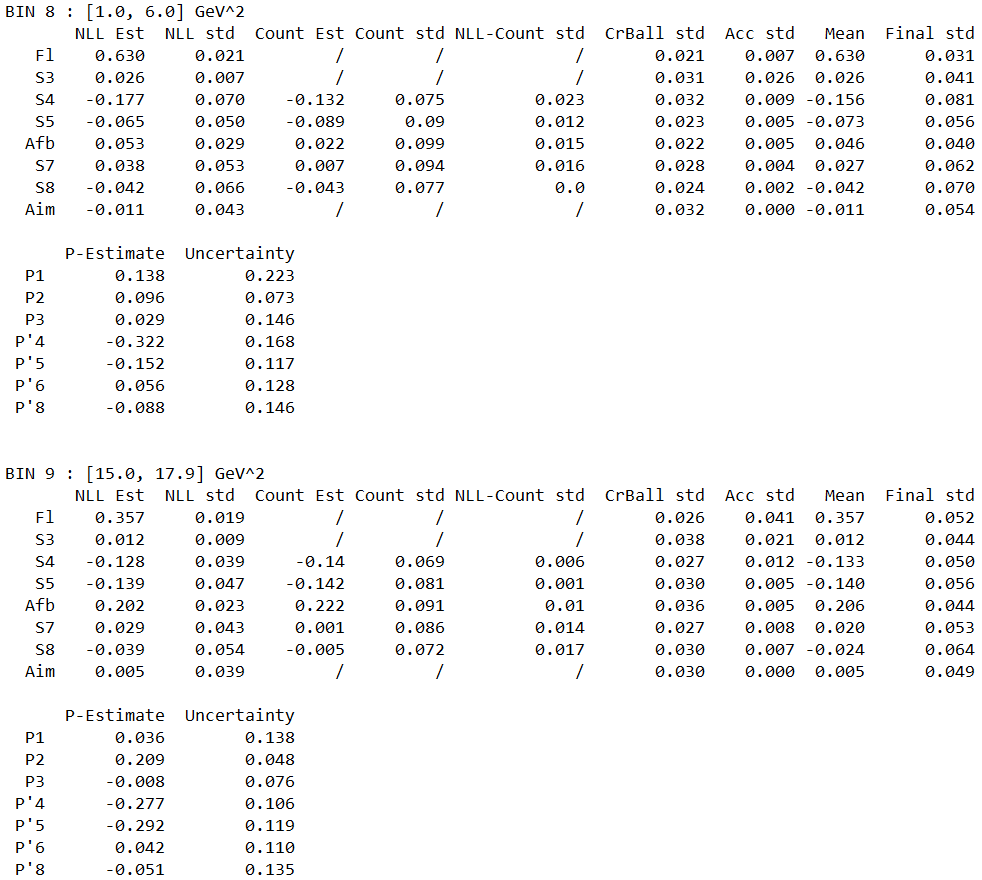 BIN 8 : [1.0, 6.0] GeV^2
NLL Est NLL std Count Est Count std NLL-Count std CrBall std Acc std Mean Final std
Fl 0.630 0.021 / / / 0.021 0.007 0.630 0.031
S3 0.026 0.007 / / / 0.031 0.026 0.026 0.041
S4 -0.177 0.070 -0.132 0.075 0.023 0.032 0.009 -0.156 0.081
S5 -0.065 0.050 -0.089 0.09 0.012 0.023 0.005 -0.073 0.056
Afb 0.053 0.029 0.022 0.099 0.015 0.022 0.005 0.046 0.040
S7 0.038 0.053 0.007 0.094 0.016 0.028 0.004 0.027 0.062
S8 -0.042 0.066 -0.043 0.077 0.0 0.024 0.002 -0.042 0.070
Aim -0.011 0.043 / / / 0.032 0.000 -0.011 0.054
P-Estimate Uncertainty
P1 0.138 0.223
P2 0.096 0.073
P3 0.029 0.146
P'4 -0.322 0.168
P'5 -0.152 0.117
P'6 0.056 0.128
P'8 -0.088 0.146
BIN 9 : [15.0, 17.9] GeV^2
NLL Est NLL std Count Est Count std NLL-Count std CrBall std Acc std Mean Final std
Fl 0.357 0.019 / / / 0.026 0.041 0.357 0.052
S3 0.012 0.009 / / / 0.038 0.021 0.012 0.044
S4 -0.128 0.039 -0.14 0.069 0.006 0.027 0.012 -0.133 0.050
S5 -0.139 0.047 -0.142 0.081 0.001 0.030 0.005 -0.140 0.056
Afb 0.202 0.023 0.222 0.091 0.01 0.036 0.005 0.206 0.044
S7 0.029 0.043 0.001 0.086 0.014 0.027 0.008 0.020 0.053
S8 -0.039 0.054 -0.005 0.072 0.017 0.030 0.007 -0.024 0.064
Aim 0.005 0.039 / / / 0.030 0.000 0.005 0.049
P-Estimate Uncertainty
P1 0.036 0.138
P2 0.209 0.048
P3 -0.008 0.076
P'4 -0.277 0.106
P'5 -0.292 0.119
P'6 0.042 0.110
P'8 -0.051 0.135